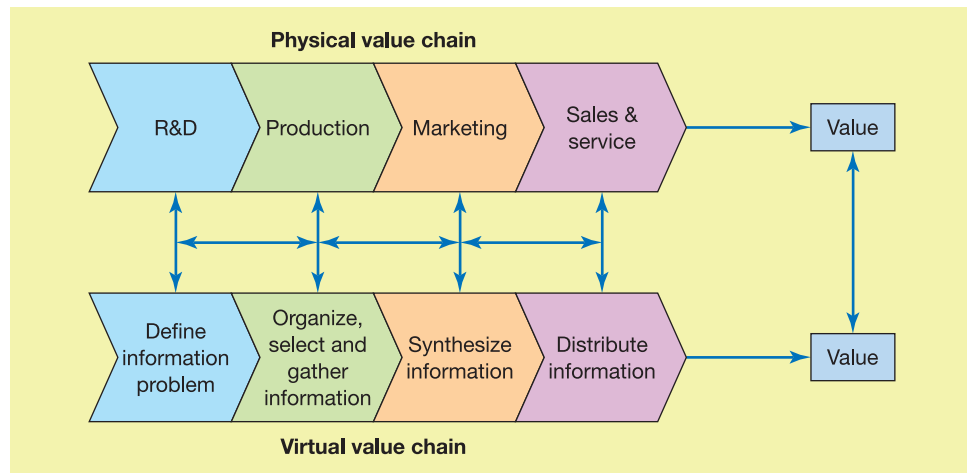 Physical value chain
R&D
Production
Marketing
Sales &
service
Value
Define
information
problem
Organize,
select and
gather
information
Synthesize
information
Distribute
information
Value
Virtual value chain